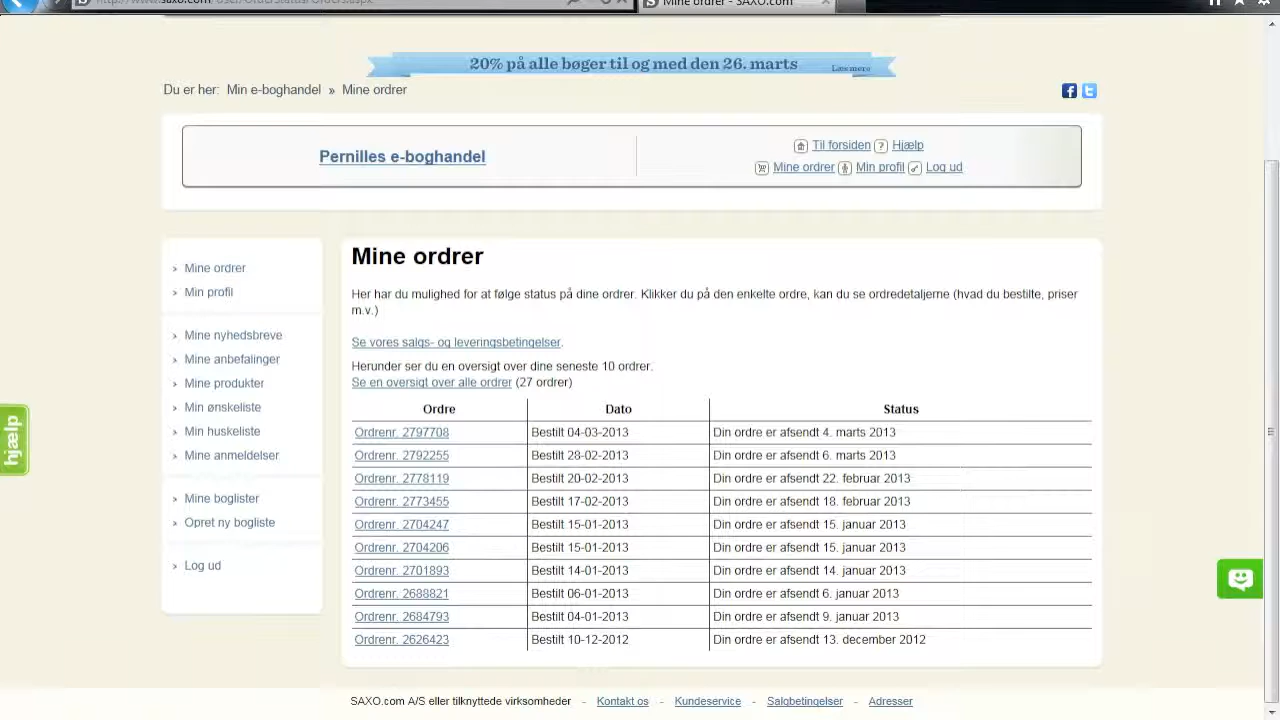 Mine ordrer - SAXO.com
20% på alle bøger til og med den 26. marts
Læs mere
Du er her: Min e-boghandel » Mine ordrer
Pernilles e-boghandel
Til forsiden ? Hjælp
Mine ordrer Min profil Log ud
Mine ordrer
Min profil
Mine nyhedsbreve
Mine anbefalinger
Mine produkter
Min ønskeliste
Min huskeliste
Mine anmeldelser
Mine boglister
Opret ny bogliste
Log ud
hjælp
Mine ordrer
Her har du mulighed for at følge status på dine ordrer. Klikker du på den enkelte ordre, kan du se ordredetaljerne (hvad du bestilte, priser
m.v.)
Se vores salgs- og leveringsbetingelser.
Herunder ser du en oversigt over dine seneste 10 ordrer.
Se en oversigt over alle ordrer (27 ordrer)
Ordre Dato Status
Ordrenr. 2797708 Bestilt 04-03-2013 Din ordre er afsendt 4. marts 2013
Ordrenr. 2792255 Bestilt 28-02-2013 Din ordre er afsendt 6. marts 2013
Ordrenr. 2778119 Bestilt 20-02-2013 Din ordre er afsendt 22. februar 2013
Ordrenr. 2773455 Bestilt 17-02-2013 Din ordre er afsendt 18. februar 2013
Ordrenr. 2704247 Bestilt 15-01-2013 Din ordre er afsendt 15. januar 2013
Ordrenr. 2704206 Bestilt 15-01-2013 Din ordre er afsendt 15. januar 2013
Ordrenr. 2701893 Bestilt 14-01-2013 Din ordre er afsendt 14. januar 2013
Ordrenr. 2688821 Bestilt 06-01-2013 Din ordre er afsendt 6. januar 2013
Ordrenr. 2684793 Bestilt 04-01-2013 Din ordre er afsendt 9. januar 2013
Ordrenr. 2626423 Bestilt 10-12-2012 Din ordre er afsendt 13. december 2012
SAXO.com A/S eller tilknyttede virksomheder - Kontakt os - Kundeservice - Salgbetingelser - Adresser